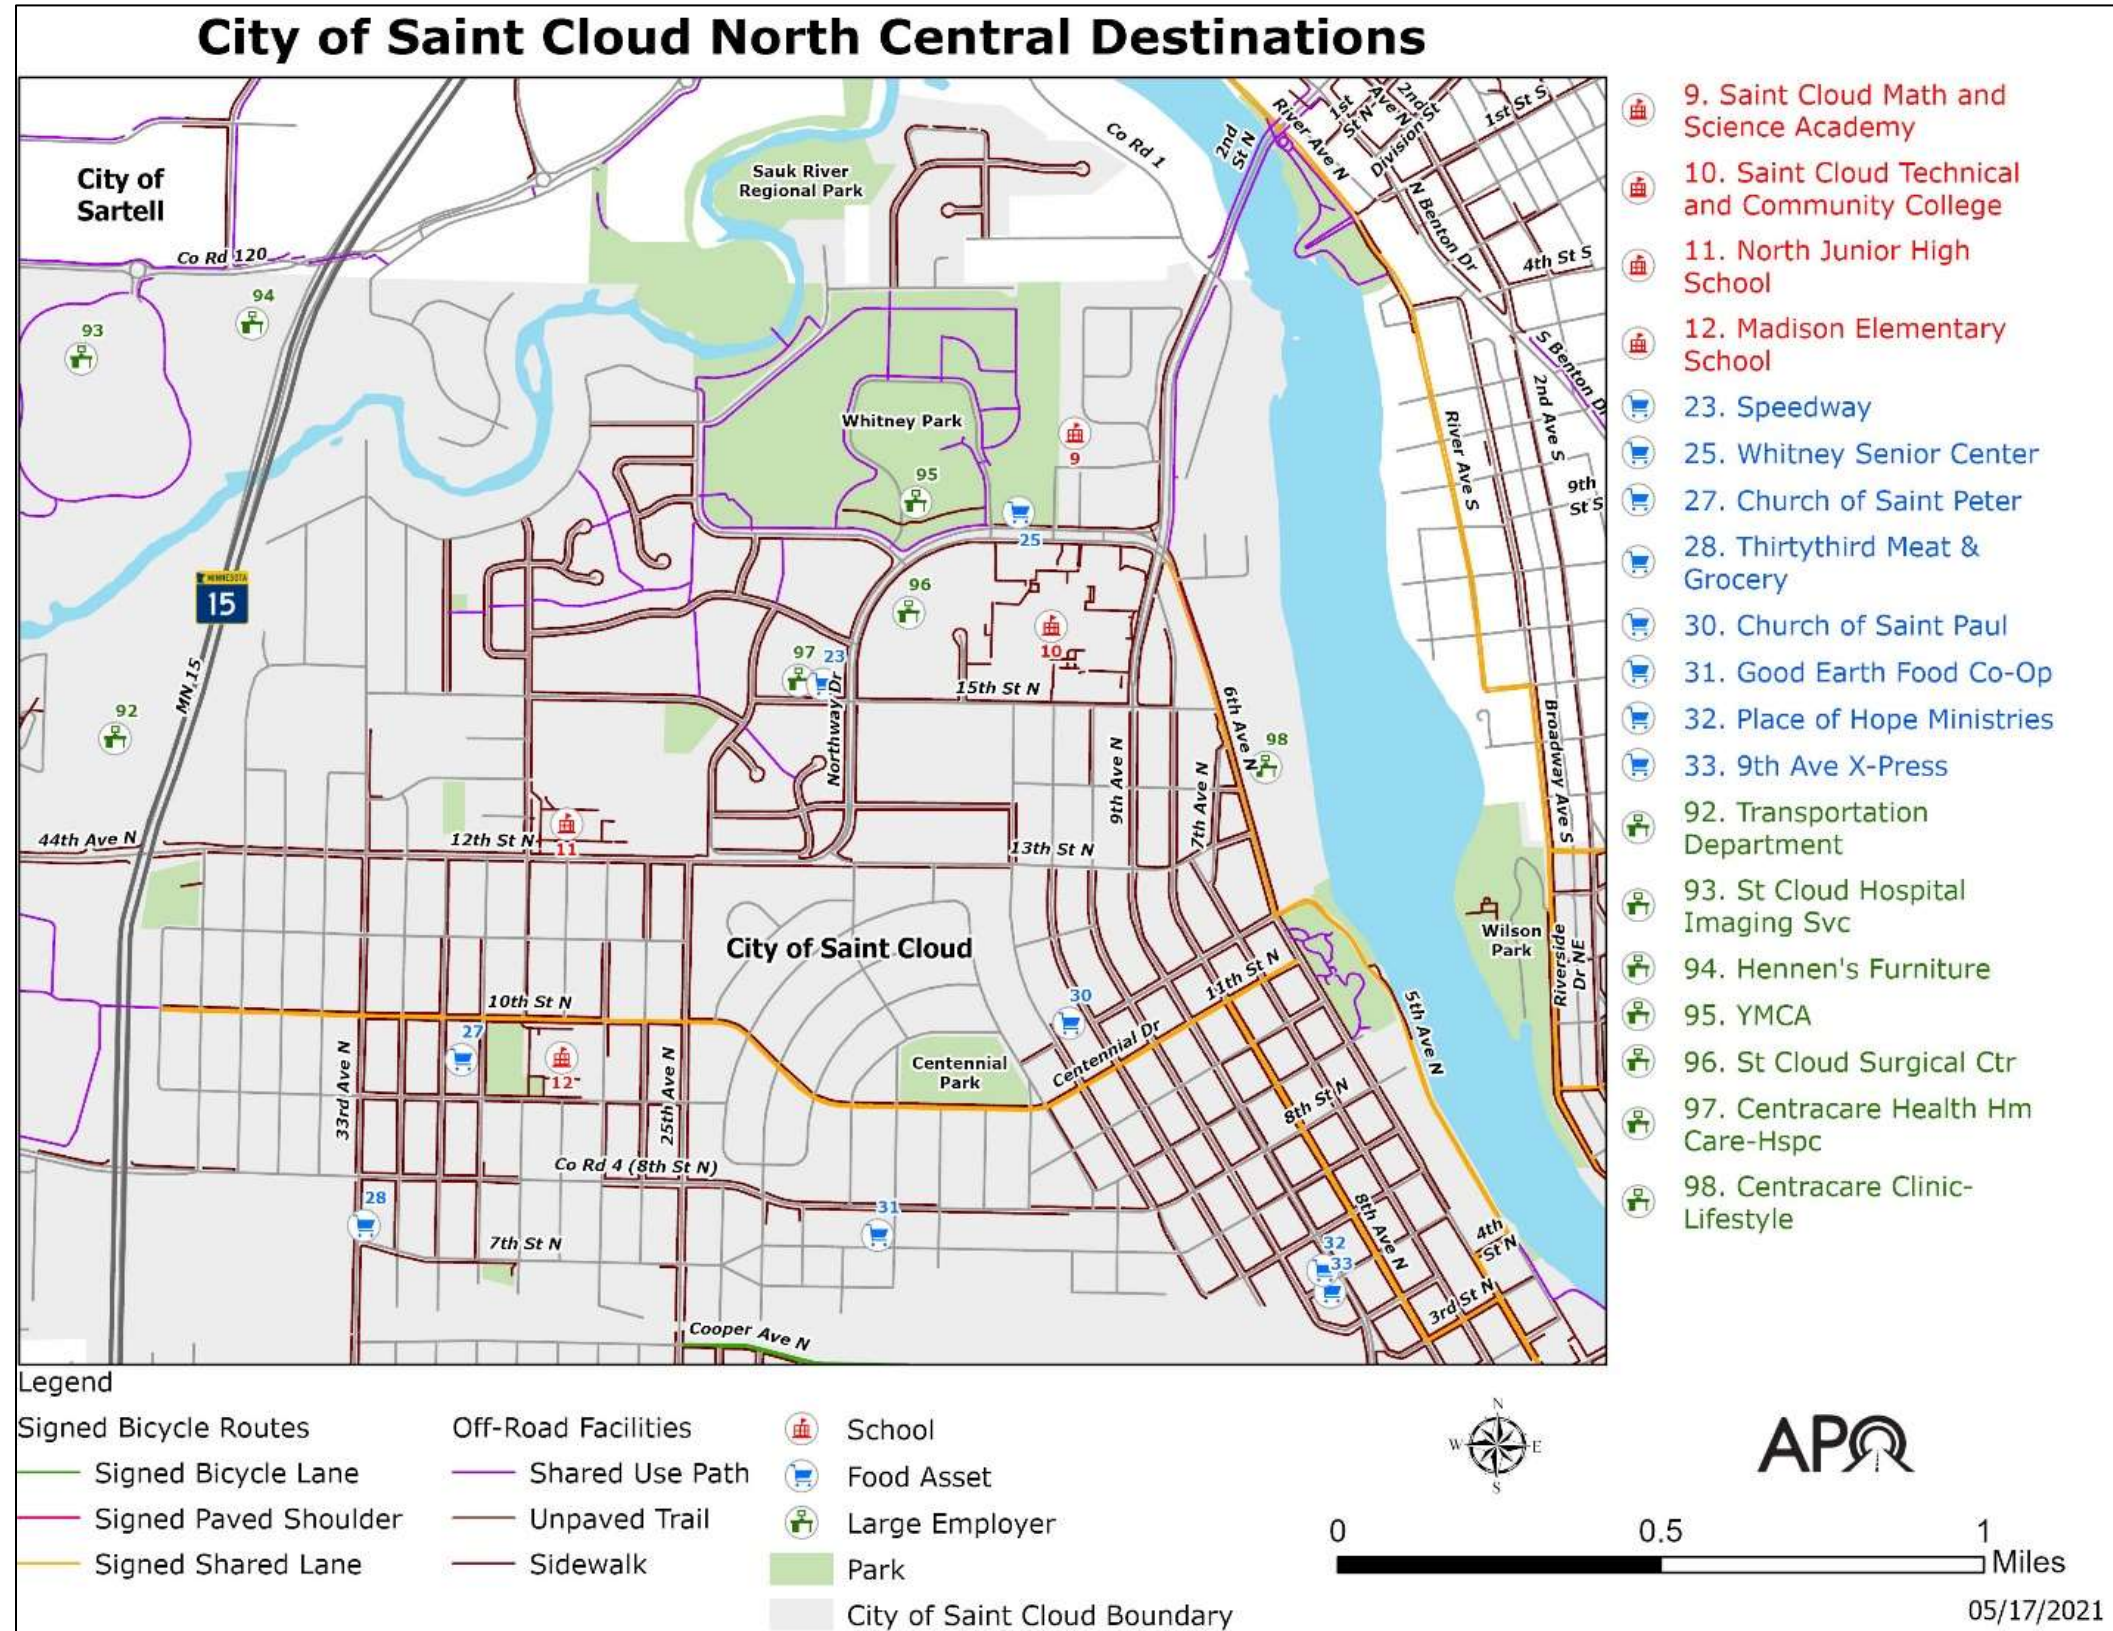 City of Saint Cloud North Central Destinations
City of
Sartell
Co Rd 120
94
93
Sauk River
Regional Park
Co Rd 1
2nd
St N
River Ave N
1st
St N
2nd
Ave N
Division St
1st St S
N Benton Dr
4th St S
S Benton Dr
2nd Ave S
River Ave S
9th
St S
Whitney Park
9
95
25
96
10
97
23
MINNESOTA
15
MN 15
92
15th St N
Northway Dr
6th Ave N
98
9th Ave N
7th Ave N
Broadway Ave S
44th Ave N
12th St N
11
13th St N
City of Saint Cloud
Wilson
Park
Riverside
Dr NE
10th St N
27
12
30
11th St N
Centennial Dr
5th Ave N
Centennial
Park
33rd Ave N
25th Ave N
8th St N
Co Rd 4 (8th St N)
28
31
7th St N
8th Ave N
4th
St N
32
33
3rd St N
Cooper Ave N
9. Saint Cloud Math and
Science Academy
10. Saint Cloud Technical
and Community College
11. North Junior High
School
12. Madison Elementary
School
23. Speedway
25. Whitney Senior Center
27. Church of Saint Peter
28. Thirtythird Meat &
Grocery
30. Church of Saint Paul
31. Good Earth Food Co-Op
32. Place of Hope Ministries
33. 9th Ave X-Press
92. Transportation
Department
93. St Cloud Hospital
Imaging Svc
94. Hennen's Furniture
95. YMCA
96. St Cloud Surgical Ctr
97. Centracare Health Hm
Care-Hspc
98. Centracare Clinic-
Lifestyle
Legend
Signed Bicycle Routes
Signed Bicycle Lane
Signed Paved Shoulder
Signed Shared Lane
Off-Road Facilities
Shared Use Path
Unpaved Trail
Sidewalk
School
Food Asset
Large Employer
Park
City of Saint Cloud Boundary
N
W
E
S
APO
0
0.5
1
Miles
05/17/2021